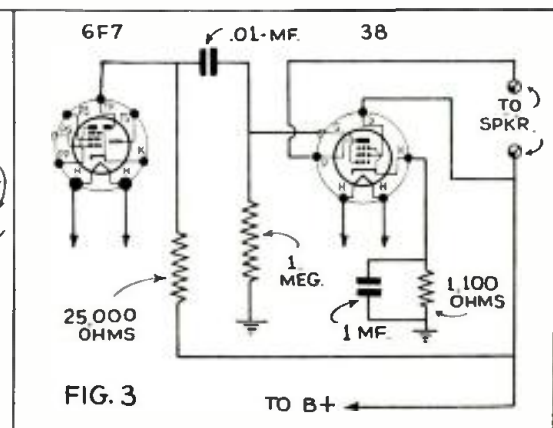 6F7
.01-MF.
38
TO
SPKR.
H
H
K
H
H
K
1
MEG.
25,000
OHMS
1 MF.
1,100
OHMS
FIG. 3
TO B+